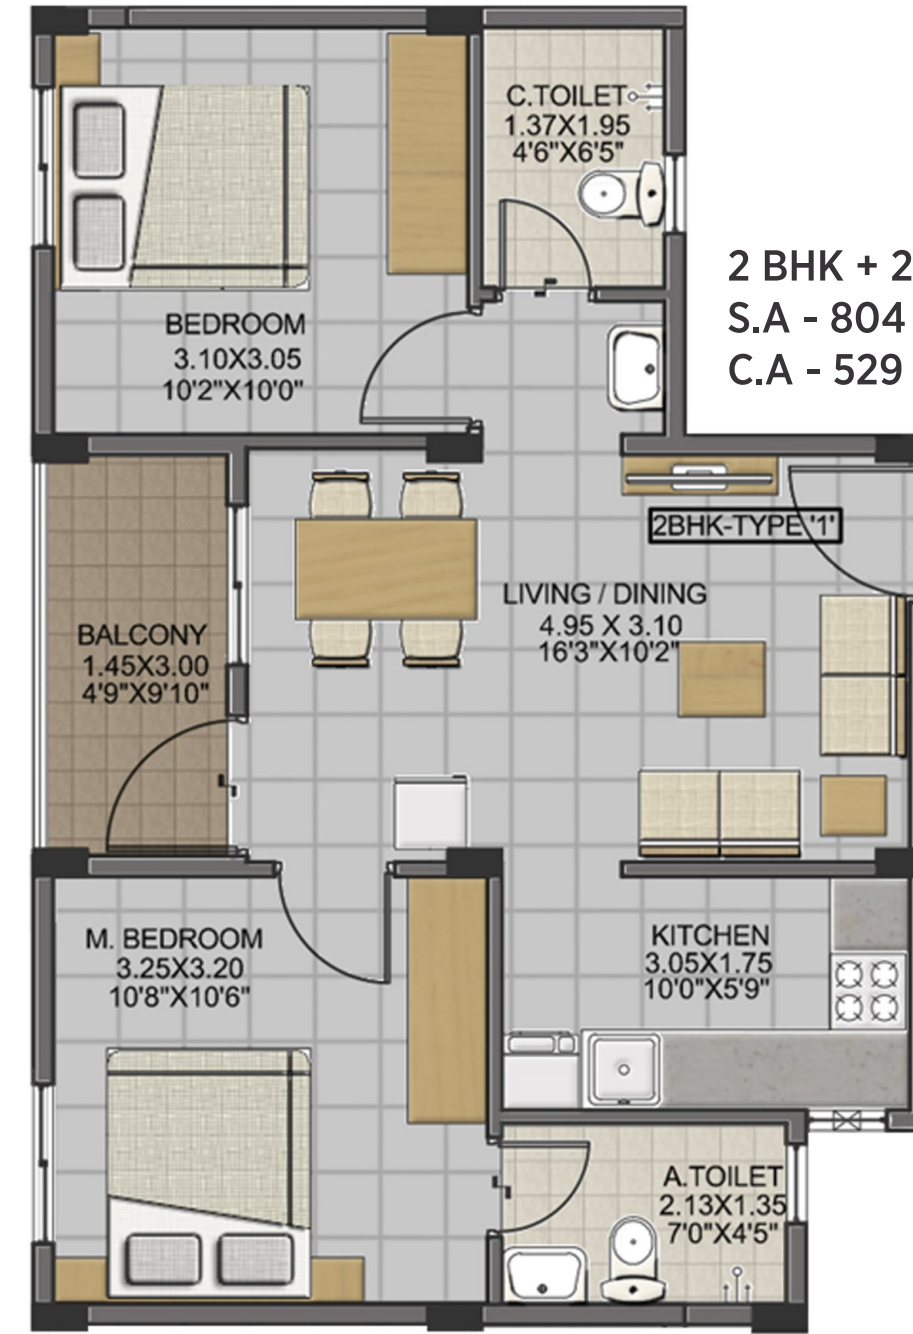 C.TOILET
1.37X1.95
4'6"X6'5"
2 BHK + 2
S.A - 804
C.A - 529
BEDROOM
3.10X3.05
10'2"X10'0"
2BHK-TYPE '1'
LIVING / DINING
4.95 X 3.10
16'3"X10'2"
BALCONY
1.45X3.00
4'9"X9'10"
M. BEDROOM
3.25X3.20
10'8"X10'6"
KITCHEN
3.05X1.75
10'0"X5'9"
A.TOILET
2.13X1.35
7'0"X4'5"